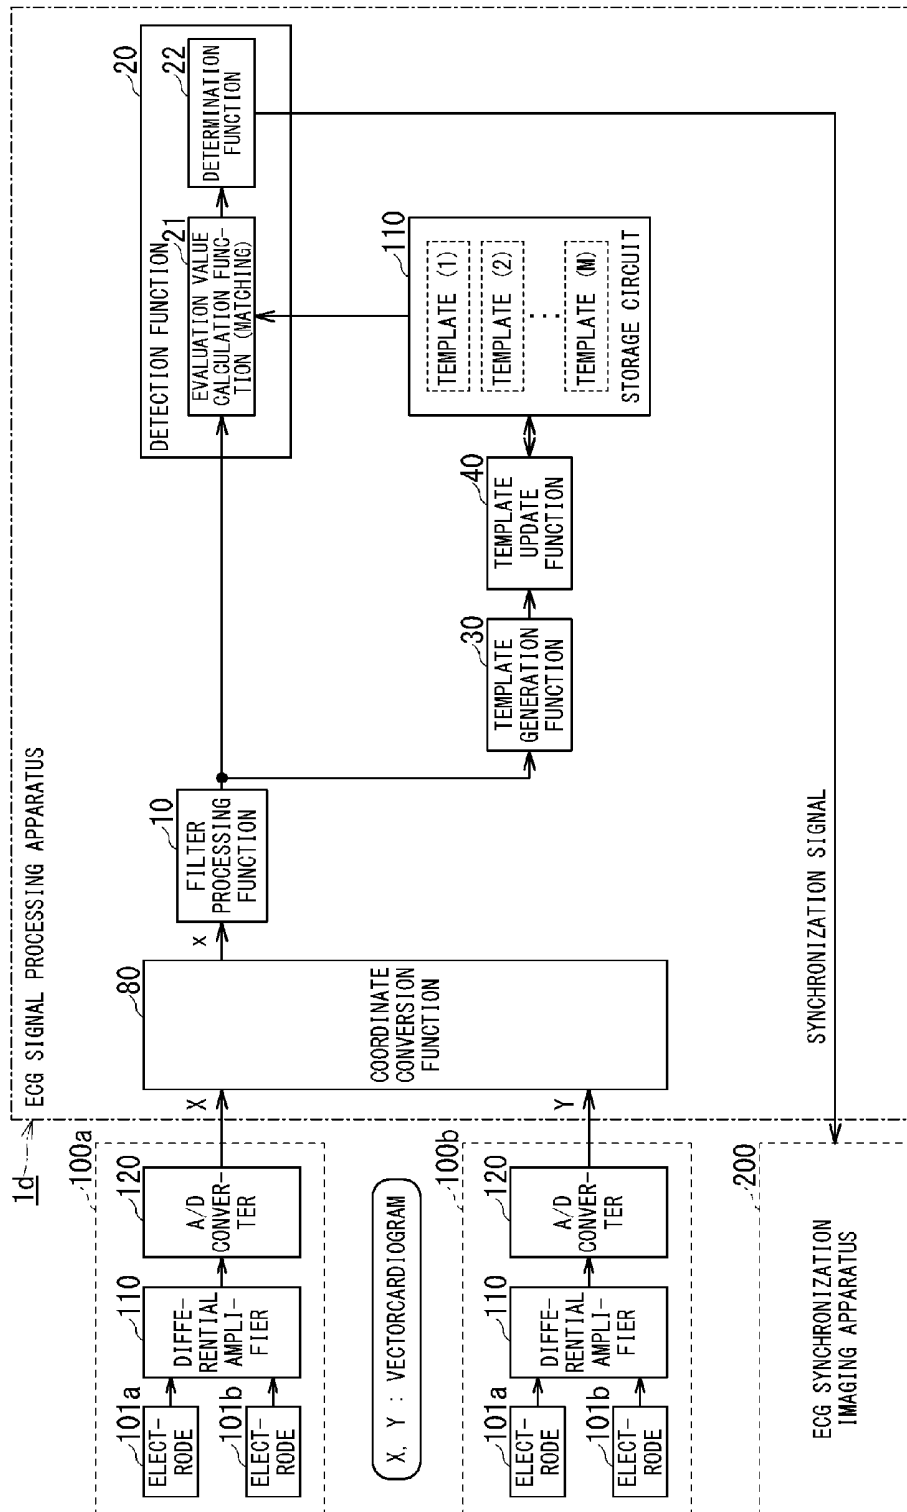 1d
ECG SIGNAL PROCESSING APPARATUS
100a
101a
ELECT-
RODE
101b
ELECT-
RODE
110
DIFFE-
RENTIAL
AMPLI-
FIER
120
A/D
CONVER-
TER
X
80
COORDINATE
CONVERSION
FUNCTION
x
10
FILTER
PROCESSING
FUNCTION
DETECTION FUNCTION
20
21
EVALUATION VALUE
CALCULATION FUNC-
TION (MATCHING)
22
DETERMINATION
FUNCTION
30
TEMPLATE
GENERATION
FUNCTION
40
TEMPLATE
UPDATE
FUNCTION
110
TEMPLATE (1)
TEMPLATE (2)
...
TEMPLATE (M)
STORAGE CIRCUIT
X, Y : VECTORCARDIOGRAM
100b
101a
ELECT-
RODE
101b
ELECT-
RODE
110
DIFFE-
RENTIAL
AMPLI-
FIER
120
A/D
CONVER-
TER
Y
200
ECG SYNCHRONIZATION
IMAGING APPARATUS
SYNCHRONIZATION SIGNAL